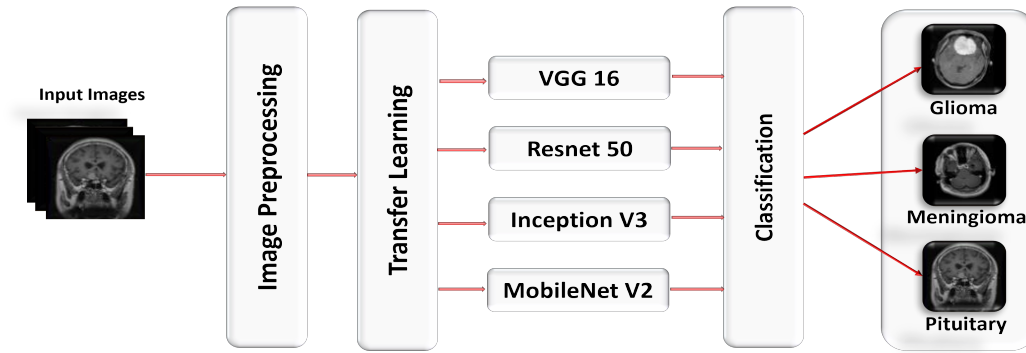 Input Images
Image Preprocessing
Transfer Learning
VGG 16
Resnet 50
Inception V3
MobileNet V2
Classification
Glioma
Meningioma
Pituitary